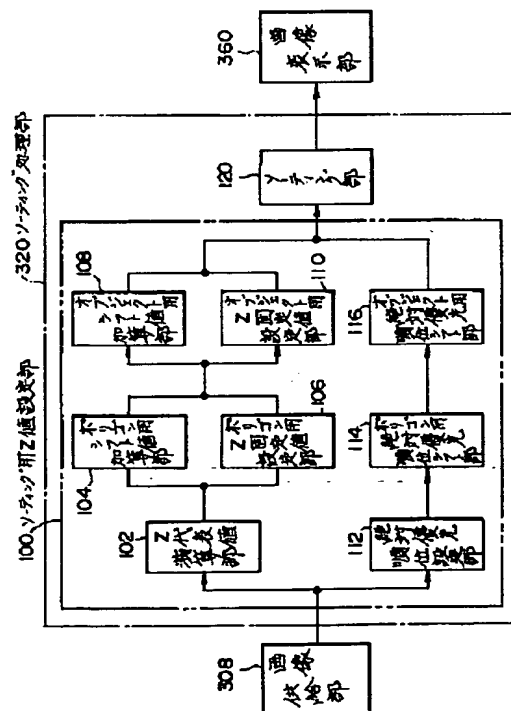 360
画像
表示部
320 ソーティング処理部
120
ソーティング部
100 ソーティング用Z値設定部
108
オブジェクト用
シフト値
加算部
110
オブジェクト用
Z固定値
設定部
116
オブジェクト用
絶対優先
順位シフト部
104
ポリゴン用
シフト値
加算部
106
ポリゴン用
Z固定値
設定部
114
ポリゴン用
絶対優先
順位シフト部
102
Z代表値
演算部
112
絶対優先
順位設定部
308
画像
供給部